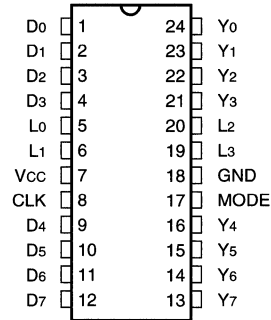 D0 1 24 Y0
D1 2 23 Y1
D2 3 22 Y2
D3 4 21 Y3
L0 5 20 L2
L1 6 19 L3
VCC 7 18 GND
CLK 8 17 MODE
D4 9 16 Y4
D5 10 15 Y5
D6 11 14 Y6
D7 12 13 Y7